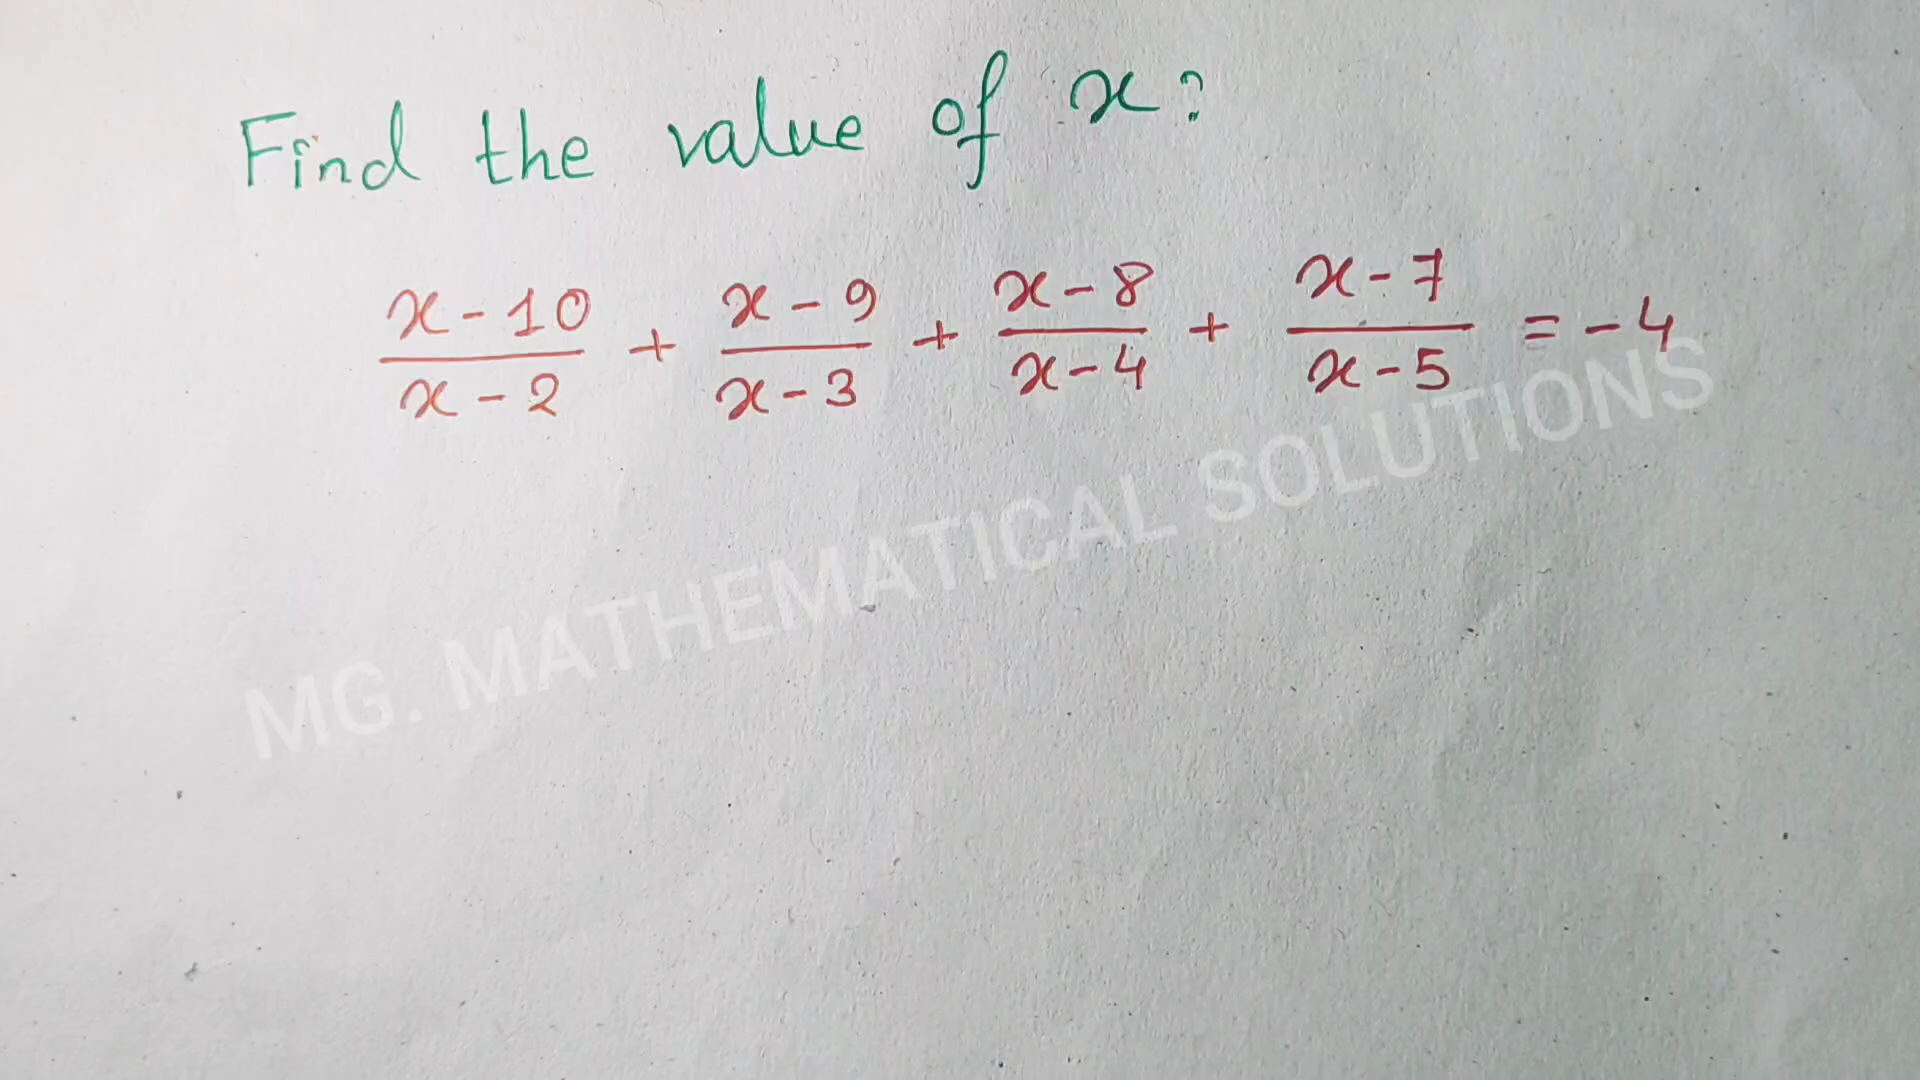 Find the value of x?
x-10/x-2 + x-9/x-3 + x-8/x-4 + x-7/x-5 = -4
MG. MATHEMATICAL SOLUTIONS